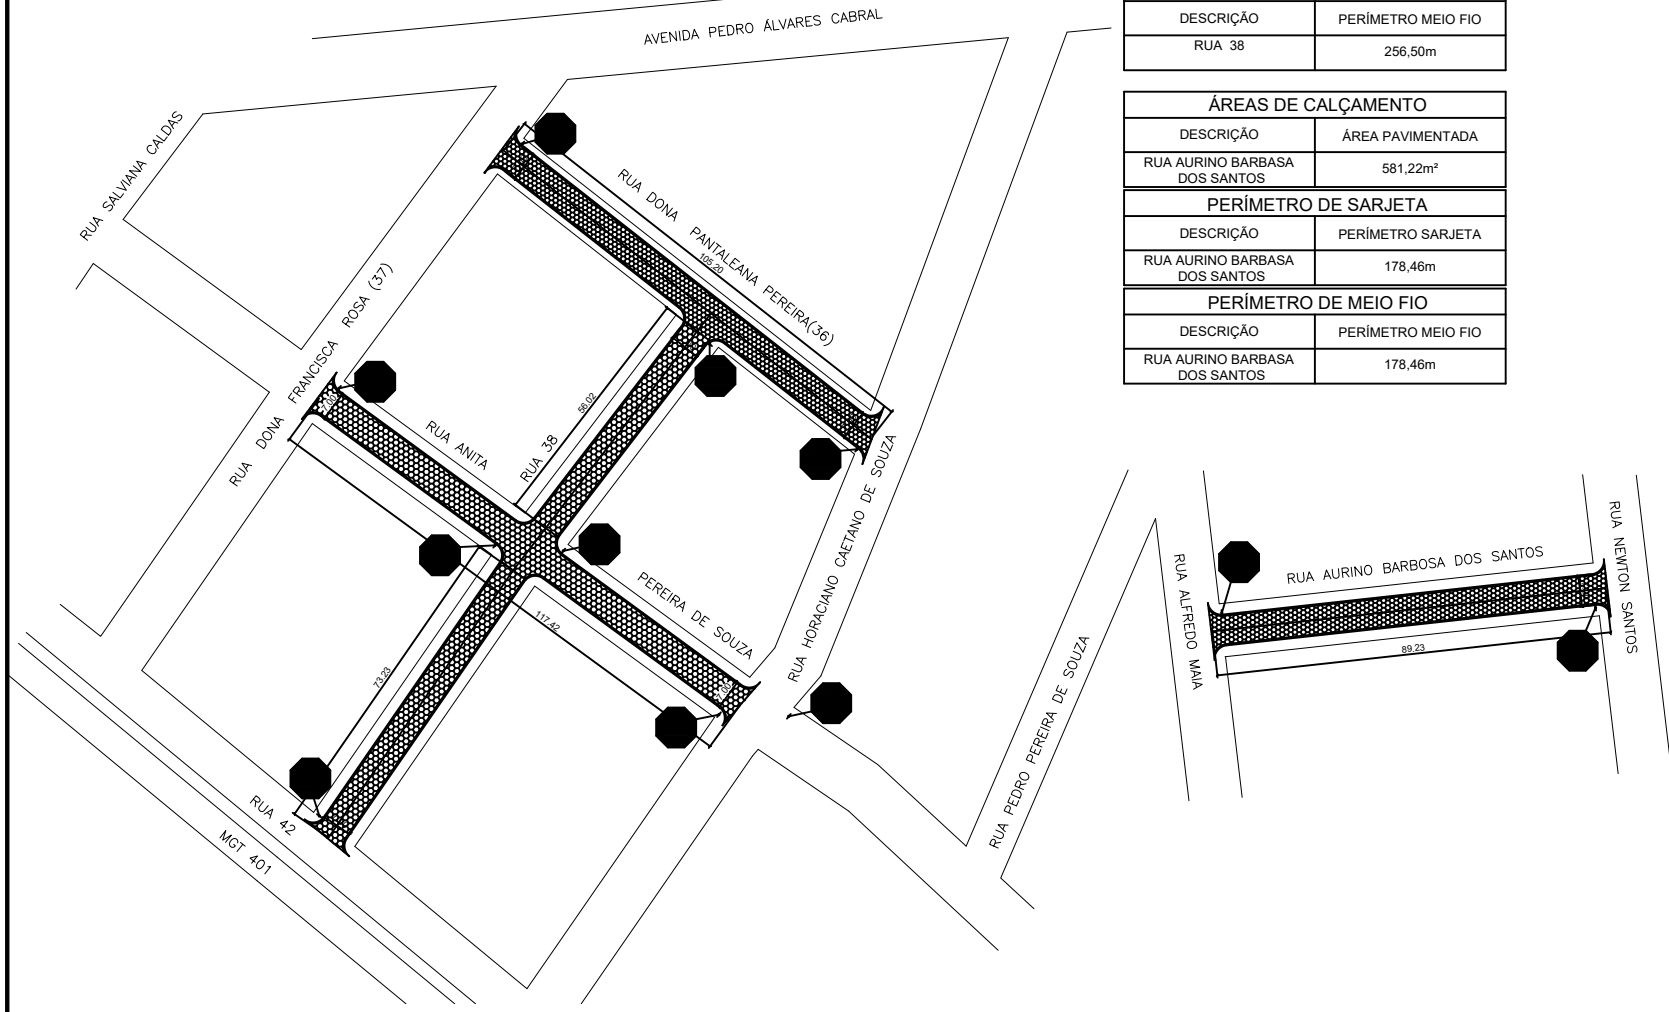 DESCRIÇÃO PERÍMETRO MEIO FIO
RUA 38 256,50m
ÁREAS DE CALÇAMENTO
DESCRIÇÃO ÁREA PAVIMENTADA
RUA AURINO BARBASA
DOS SANTOS 581,22m²
PERÍMETRO DE SARJETA
DESCRIÇÃO PERÍMETRO SARJETA
RUA AURINO BARBASA
DOS SANTOS 178,46m
PERÍMETRO DE MEIO FIO
DESCRIÇÃO PERÍMETRO MEIO FIO
RUA AURINO BARBASA
DOS SANTOS 178,46m
AVENIDA PEDRO ÁLVARES CABRAL
RUA SALVIANA CALDAS
RUA DONA PANTALEANA PEREIRA(36)
105.20
RUA DONA FRANCISCA ROSA (37)
7.00
RUA ANITA
RUA 38
56.02
PEREIRA DE SOUZA
117.42
7.00
73.23
RUA HORACIANO CAETANO DE SOUZA
RUA PEDRO PEREIRA DE SOUZA
RUA 42
MGT 401
RUA ALFREDO MAIA
RUA AURINO BARBOSA DOS SANTOS
89.23
RUA NEWTON SANTOS